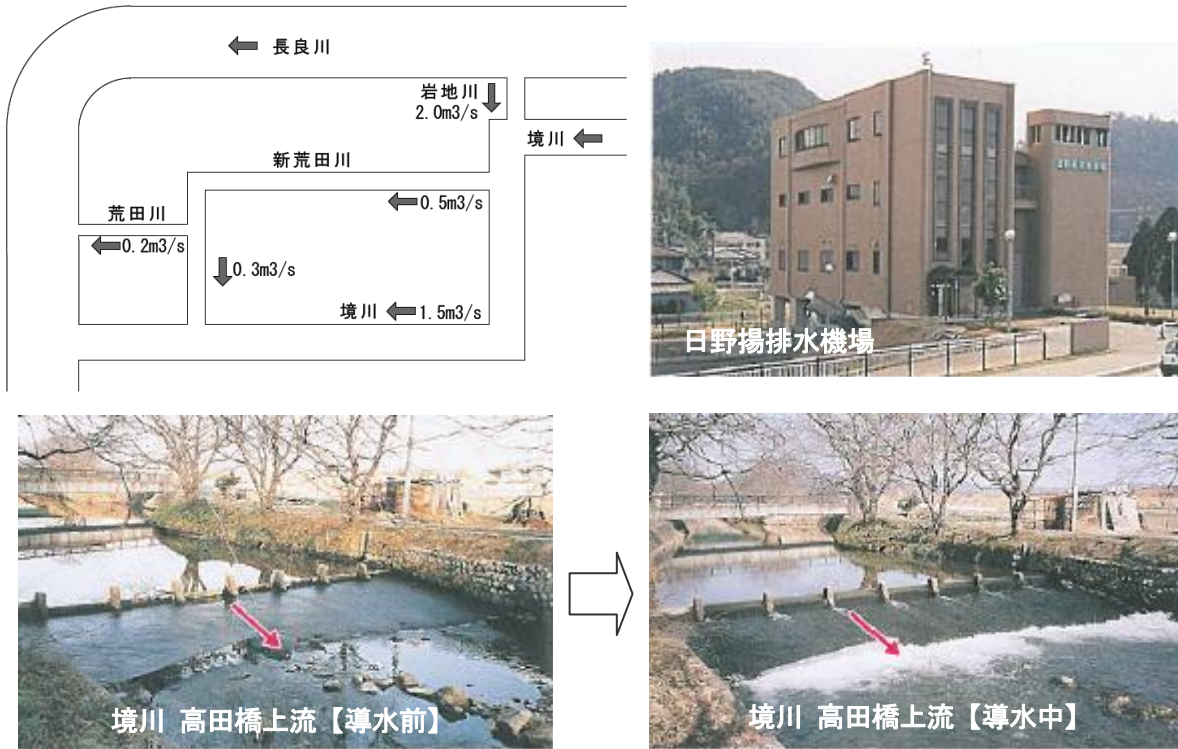 長良川
岩地川
2.0m3/s
境川
新荒田川
0.5m3/s
荒田川
0.2m3/s
0.3m3/s
境川
1.5m3/s
日野揚排水機場
境川 高田橋上流【導水前】
境川 高田橋上流【導水中】